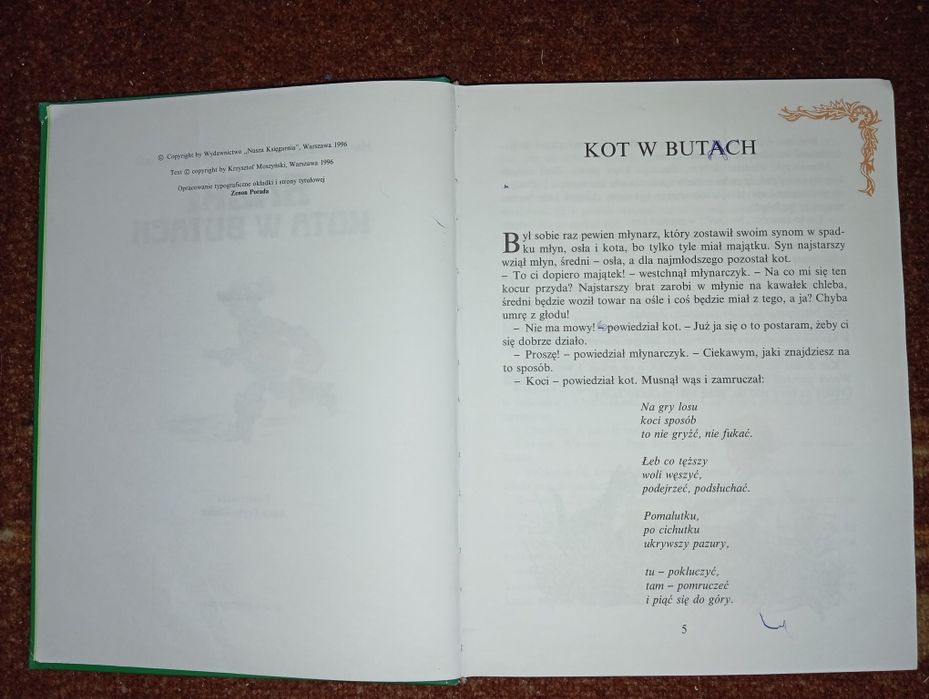 © Copyright by Wydawnictwo „Nasza Księgarnia”, Warszawa 1996
Text © copyright by Krzysztof Moszyński, Warszawa 1996
Opracowanie typograficzne okładki i strony tytułowej
Zenon Porada
KOTA W BUTACH
KOT W BUTACH
Był sobie raz pewien młynarz, który zostawił swoim synom w spad-
ku młyn, osła i kota, bo tylko tyle miał majątku. Syn najstarszy
wziął młyn, średni – osła, a dla najmłodszego pozostał kot.
– To ci dopiero majątek! – westchnął młynarczyk. – Na co mi się ten
kocur przyda? Najstarszy brat zarobi w młynie na kawałek chleba,
średni będzie woził towar na ośle i coś będzie miał z tego, a ja? Chyba
umrę z głodu!
– Nie ma mowy! – powiedział kot. – Już ja się o to postaram, żeby ci
się dobrze działo.
– Proszę! – powiedział młynarczyk. – Ciekawym, jaki znajdziesz na
to sposób.
– Koci – powiedział kot. Musnął wąs i zamruczał:
Na gry losu
koci sposób
to nie gryźć, nie fukać.
Łeb co tęższy
woli węszyć,
podejrzeć, podsłuchać.
Pomalutku,
po cichutku
ukrywszy pazury,
tu – pokluczyć,
tam – pomruczeć
i piąć się do góry.
5